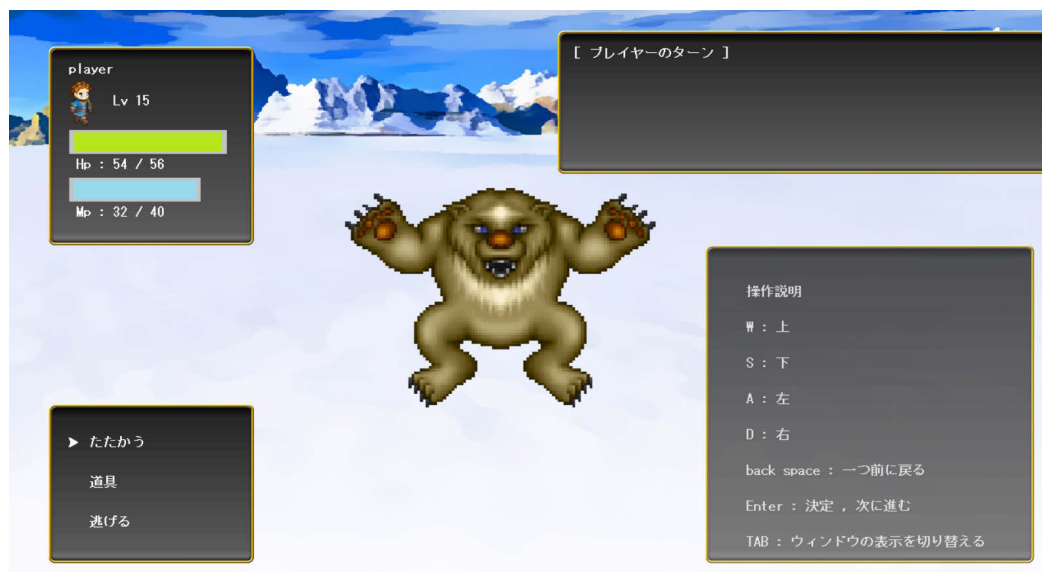 player
Lv 15
Hp : 54 / 56
Mp : 32 / 40
[ プレイヤーのターン ]
たたかう
道具
逃げる
操作説明
W : 上
S : 下
A : 左
D : 右
back space : 一つ前に戻る
Enter : 決定 , 次に進む
TAB : ウィンドウの表示を切り替える